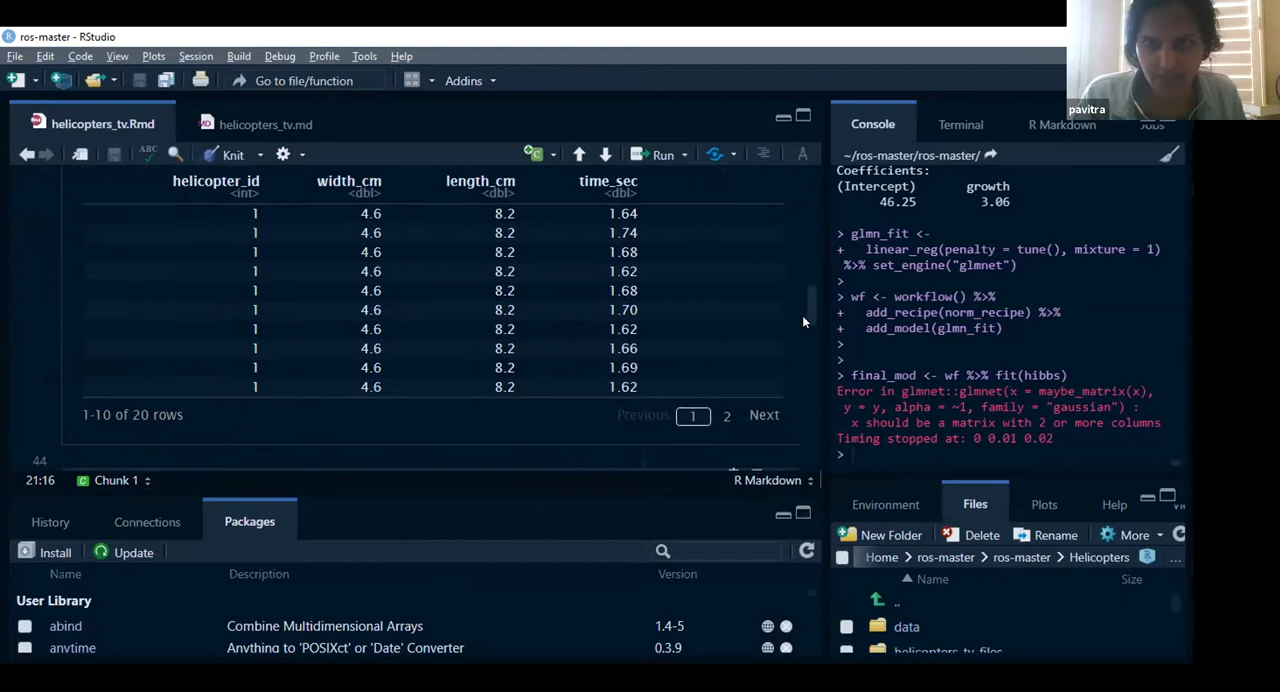 ros-master - RStudio
File Edit Code View Plots Session Build Debug Profile Tools Help
Go to file/function Addins
pavitra
helicopters_tv.Rmd helicopters_tv.md
ABC Knit Run
helicopter_id width_cm length_cm time_sec
<int> <dbl> <dbl> <dbl>
1 4.6 8.2 1.64
1 4.6 8.2 1.74
1 4.6 8.2 1.68
1 4.6 8.2 1.62
1 4.6 8.2 1.68
1 4.6 8.2 1.70
1 4.6 8.2 1.62
1 4.6 8.2 1.66
1 4.6 8.2 1.69
1 4.6 8.2 1.62
1-10 of 20 rows Previous 1 2 Next
44
21:16 Chunk 1 R Markdown
History Connections Packages
Install Update
Name Description Version
User Library
abind Combine Multidimensional Arrays 1.4-5
anytime Anything to 'POSIXct' or 'Date' Converter 0.3.9
Console Terminal R Markdown Jobs
~/ros-master/ros-master/
Coefficients:
(Intercept) growth
46.25 3.06
> glmn_fit <-
+ linear_reg(penalty = tune(), mixture = 1)
%>% set_engine("glmnet")
>
> wf <- workflow() %>%
+ add_recipe(norm_recipe) %>%
+ add_model(glmn_fit)
>
>
> final_mod <- wf %>% fit(hibbs)
Error in glmnet::glmnet(x = maybe_matrix(x),
y = y, alpha = ~1, family = "gaussian") :
x should be a matrix with 2 or more columns
Timing stopped at: 0 0.01 0.02
>
Environment Files Plots Help
New Folder Delete Rename More
Home > ros-master > ros-master > Helicopters ...
Name Size
..
data
helicopters_tv_files